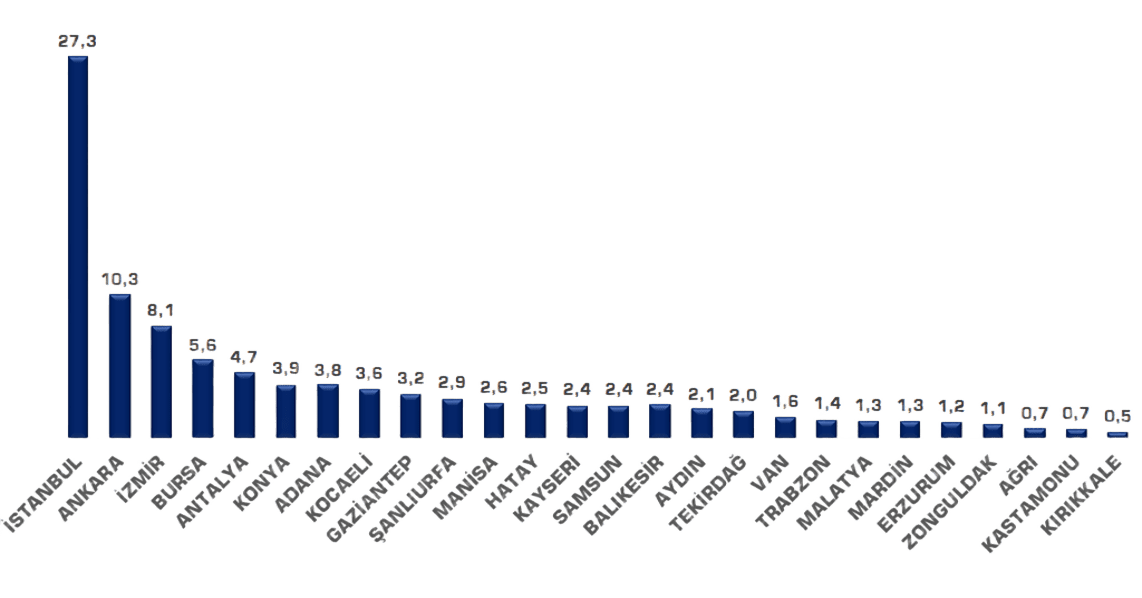 27,3
10,3
8,1
5,6
4,7
3,9
3,8
3,6
3,2
2,9
2,6
2,5
2,4
2,4
2,4
2,1
2,0
1,6
1,4
1,3
1,3
1,2
1,1
0,7
0,7
0,5
İSTANBUL
ANKARA
İZMİR
BURSA
ANTALYA
KONYA
ADANA
KOCAELİ
GAZİANTEP
ŞANLIURFA
MANİSA
HATAY
KAYSERİ
SAMSUN
BALIKESİR
AYDIN
TEKİRDAĞ
VAN
TRABZON
MALATYA
MARDİN
ERZURUM
ZONGULDAK
AĞRI
KASTAMONU
KIRIKKALE